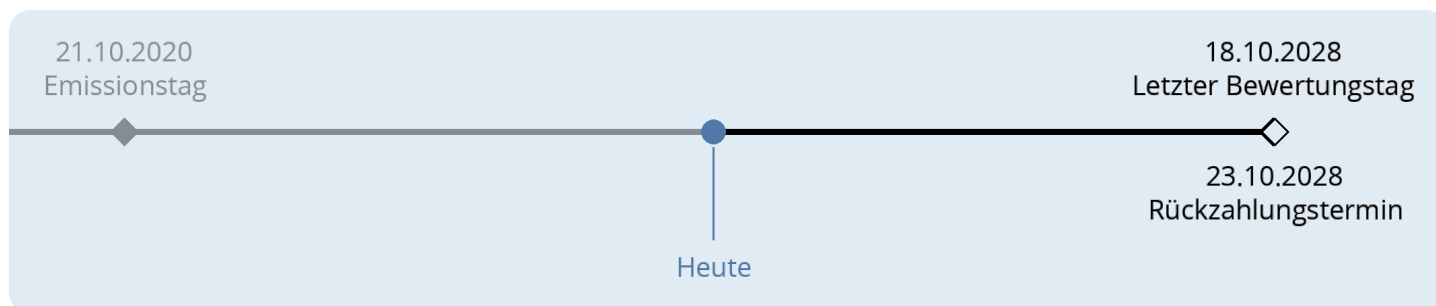 21.10.2020
Emissionstag
18.10.2028
Letzter Bewertungstag
23.10.2028
Rückzahlungstermin
Heute